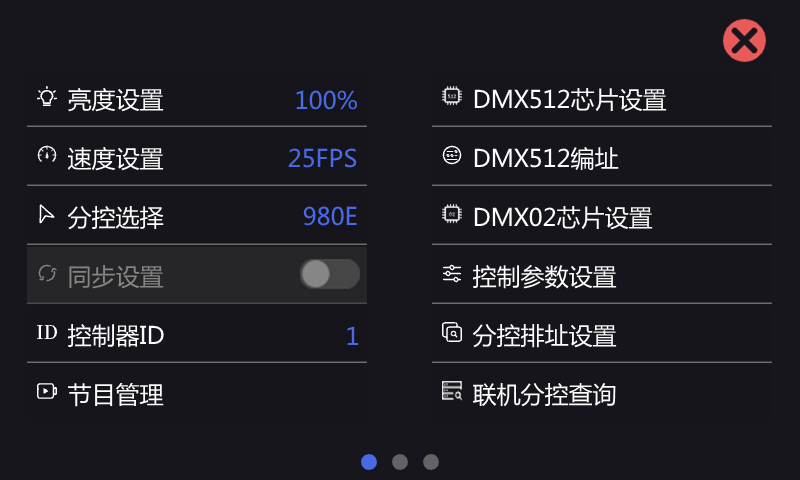 亮度设置 100%
速度设置 25FPS
分控选择 980E
同步设置
ID 控制器ID 1
节目管理
DMX512芯片设置
DMX512编址
DMX02芯片设置
控制参数设置
分控排址设置
联机分控查询